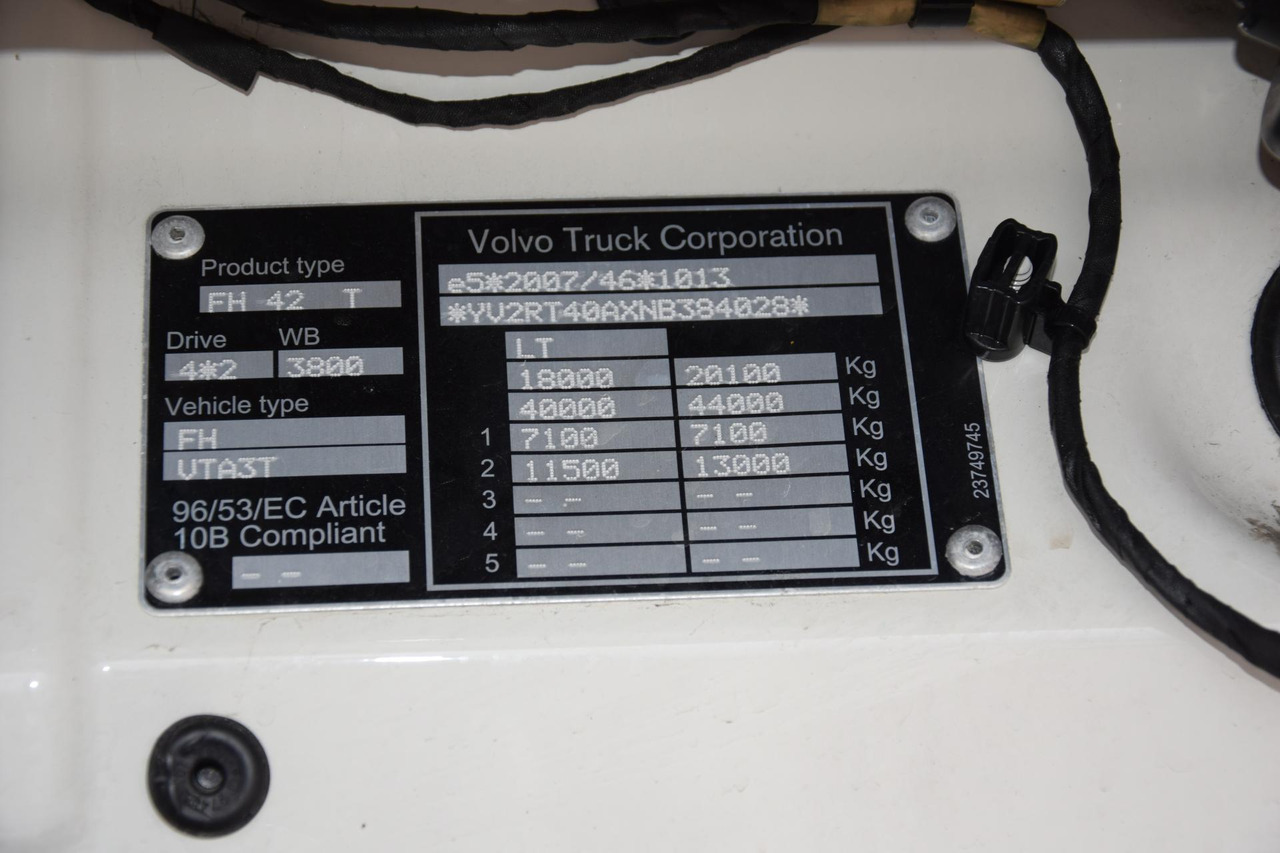 Product type
FH 42 T
Drive WB
4*2 3800
Vehicle type
FH
VTA3T
96/53/EC Article
10B Compliant
-- --
Volvo Truck Corporation
e5*2007/46*1013
*YV2RT40AXNB384028*
LT
18000 20100 Kg
40000 44000 Kg
1 7100 7100 Kg
2 11500 13000 Kg
3 -- -- -- -- Kg
4 -- -- -- -- Kg
5 -- -- -- -- Kg
23749745